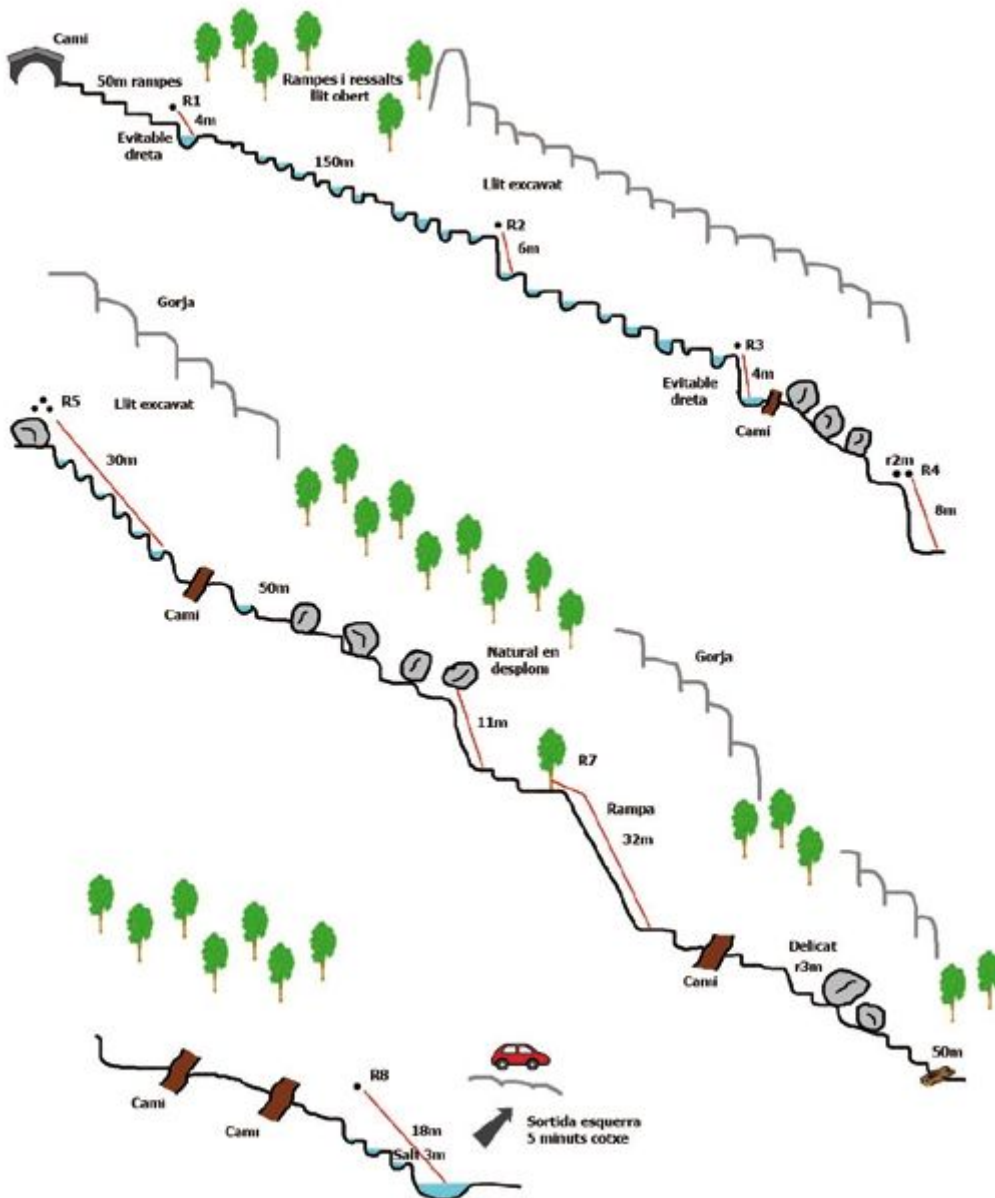 Camí
50m rampes
R1
4m
Evitable
dreta
Rampes i ressalts
llit obert
150m
Llit excavat
R2
6m
R3
4m
Evitable
dreta
Camí
r2m
R4
8m
Gorja
Llit excavat
R5
30m
Camí
50m
Natural en
desplom
11m
R7
Rampa
32m
Gorja
Camí
Delicat
r3m
50m
Camí
Camí
R8
18m
Salt 3m
Sortida esquerra
5 minuts cotxe